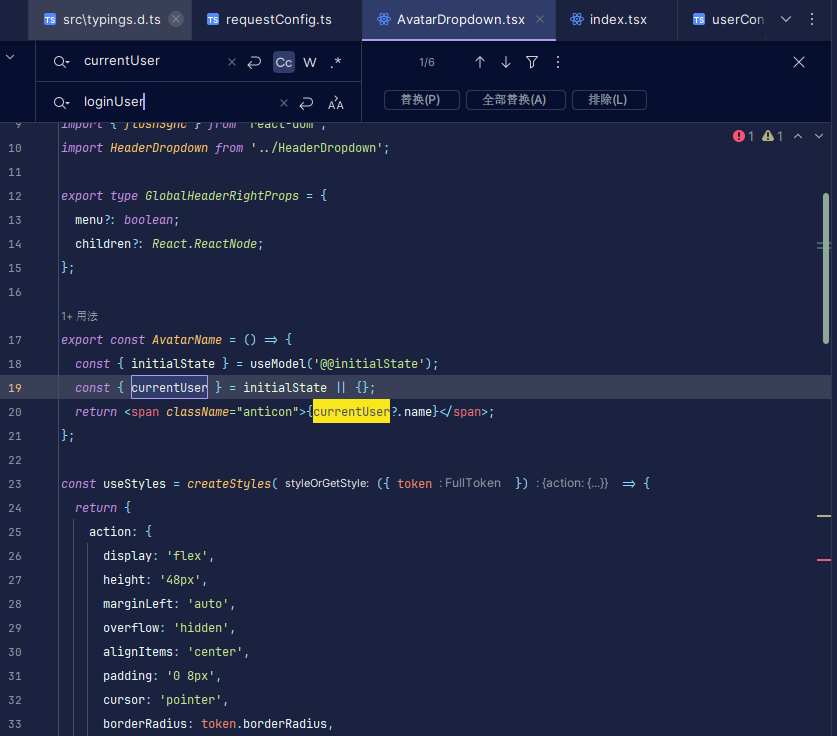 src\typings.d.ts requestConfig.ts AvatarDropdown.tsx index.tsx userCon
currentUser Cc W .* 1/6
loginUser 替换(P) 全部替换(A) 排除(L)
9 import { flushSync } from 'react-dom';
10 import HeaderDropdown from '../HeaderDropdown'; 1 1
11
12 export type GlobalHeaderRightProps = {
13 menu?: boolean;
14 children?: React.ReactNode;
15 };
16
1+ 用法
17 export const AvatarName = () => {
18 const { initialState } = useModel('@@initialState');
19 const { currentUser } = initialState || {};
20 return <span className="anticon">{currentUser?.name}</span>;
21 };
22
23 const useStyles = createStyles( styleOrGetStyle: ({ token : FullToken }) : {action: {...}} => {
24 return {
25 action: {
26 display: 'flex',
27 height: '48px',
28 marginLeft: 'auto',
29 overflow: 'hidden',
30 alignItems: 'center',
31 padding: '0 8px',
32 cursor: 'pointer',
33 borderRadius: token.borderRadius,